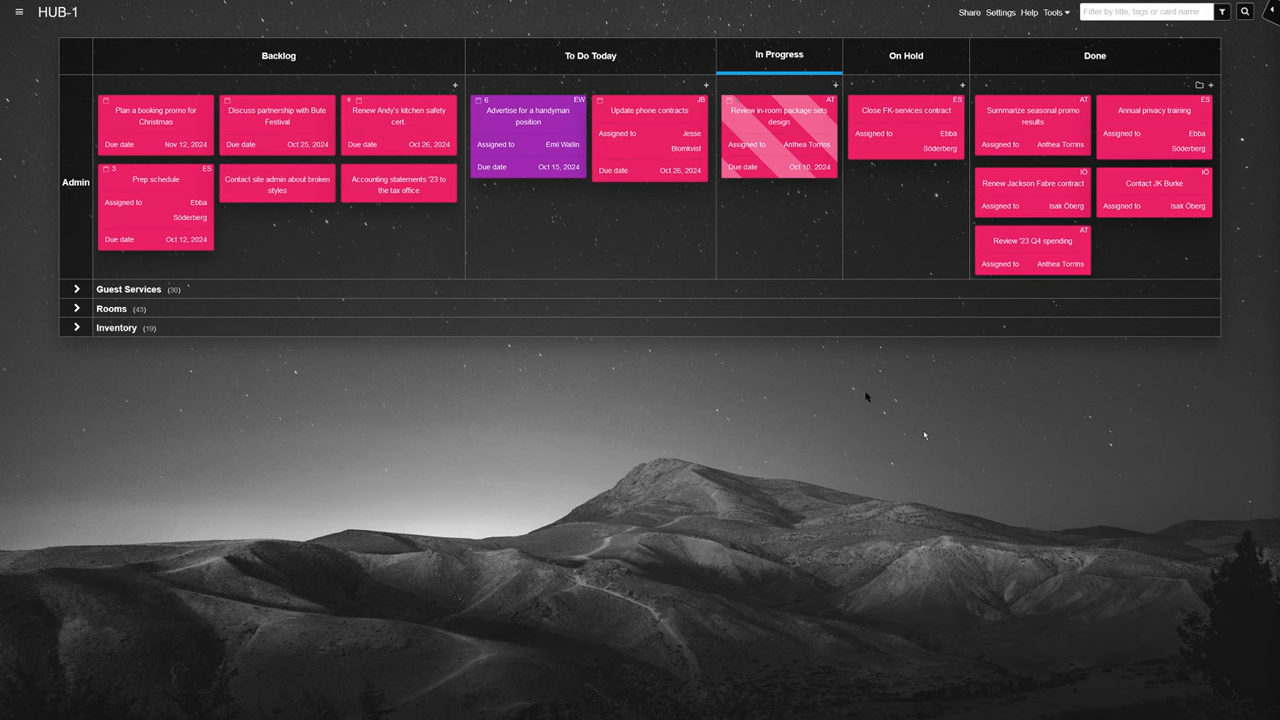 HUB-1
Share Settings Help Tools
Filter by title, tags or card name
Backlog
To Do Today
In Progress
On Hold
Done
Admin
Plan a booking promo for
Christmas
Due date Nov 12, 2024
Discuss partnership with Bute
Festival
Due date Oct 25, 2024
Renew Andy's kitchen safety
cert.
Due date Oct 26, 2024
3 ES
Prep schedule
Assigned to Ebba
Söderberg
Due date Oct 12, 2024
Contact site admin about broken
styles
Accounting statements '23 to
the tax office
6 EW
Advertise for a handyman
position
Assigned to Emil Wallin
Due date Oct 15, 2024
JB
Update phone contracts
Assigned to Jesse
Blomkvist
Due date Oct 26, 2024
AT
Review in-room package sets
design
Assigned to Anthea Torrins
Due date Oct 10, 2024
ES
Close FK-services contract
Assigned to Ebba
Söderberg
AT
Summarize seasonal promo
results
Assigned to Anthea Torrins
ES
Annual privacy training
Assigned to Ebba
Söderberg
IÖ
Renew Jackson Fabre contract
Assigned to Isak Öberg
IÖ
Contact JK Burke
Assigned to Isak Öberg
AT
Review '23 Q4 spending
Assigned to Anthea Torrins
Guest Services (30)
Rooms (43)
Inventory (19)